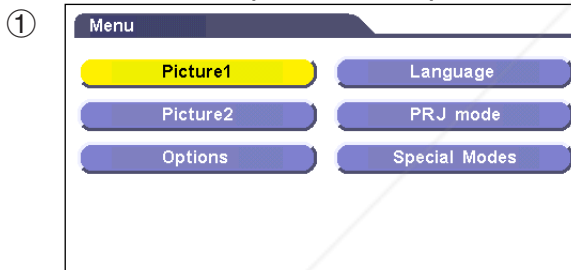 ①
Menu
Picture1
Language
Picture2
PRJ mode
Options
Special Modes